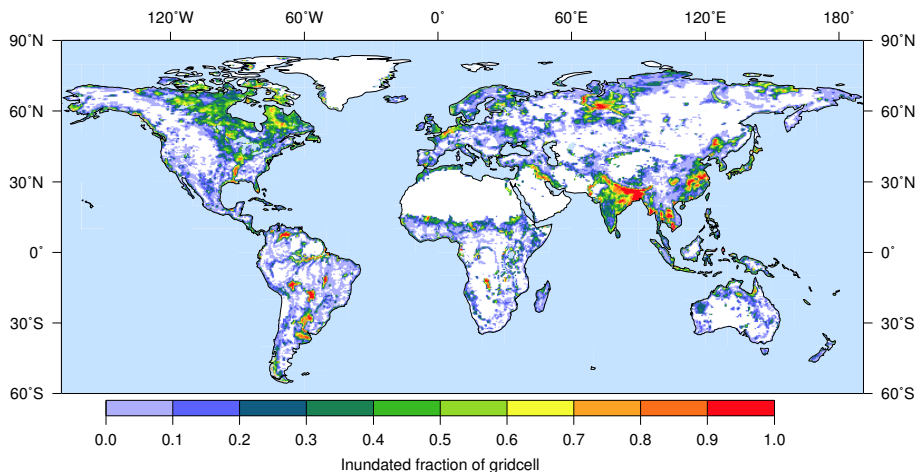 120°W 60°W 0° 60°E 120°E 180°
90°N 90°N
60°N 60°N
30°N 30°N
0° 0°
30°S 30°S
60°S 60°S
0.0 0.1 0.2 0.3 0.4 0.5 0.6 0.7 0.8 0.9 1.0
Inundated fraction of gridcell